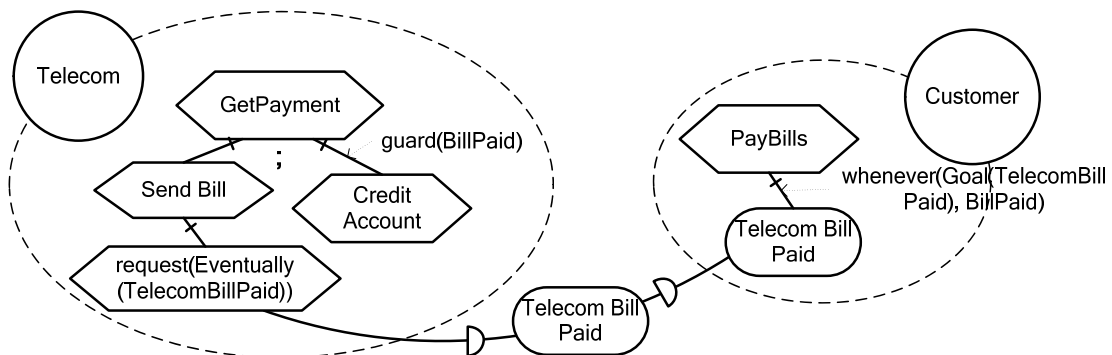 Telecom
GetPayment
;
guard(BillPaid)
Send Bill
Credit
Account
request(Eventually
(TelecomBillPaid))
Telecom Bill
Paid
Customer
PayBills
whenever(Goal(TelecomBill
Paid), BillPaid)
Telecom Bill
Paid